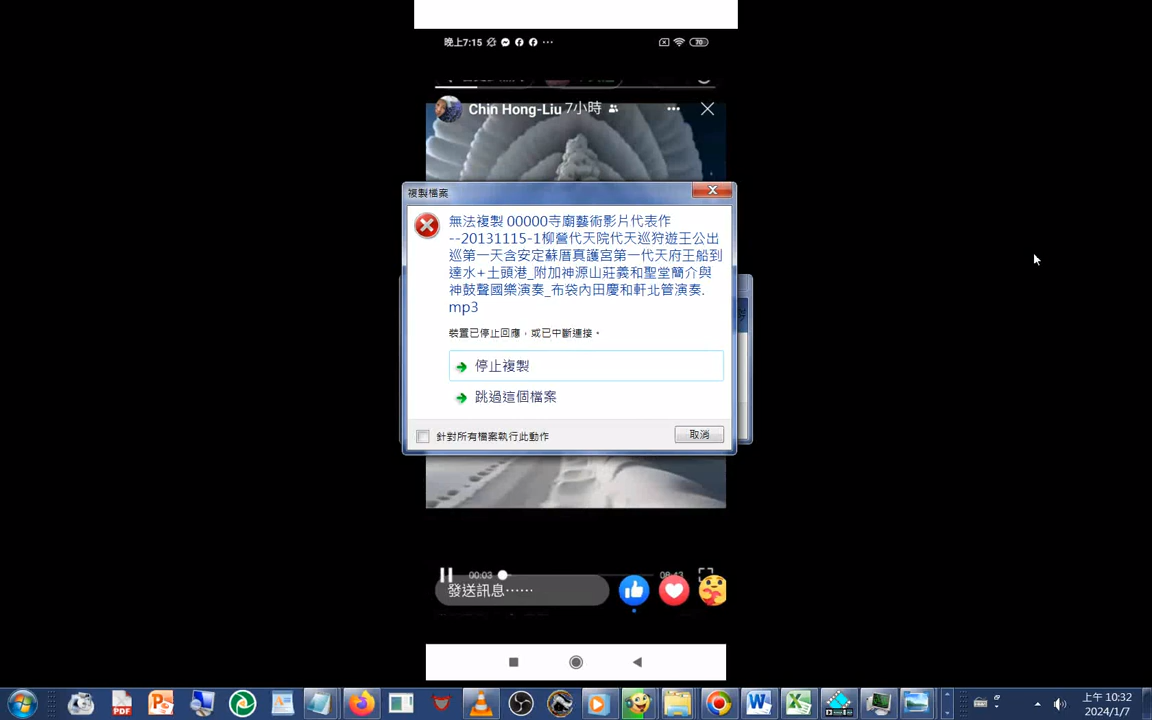 晚上7:15
70
Chin Hong-Liu 7小時
複製檔案
無法複製 00000寺廟藝術影片代表作
--20131115-1柳營代天院代天巡狩遊王公出
巡第一天含安定蘇厝真護宮第一代天府王船到
達水+土頭港_附加神源山莊義和聖堂簡介與
神鼓聲國樂演奏_布袋內田慶和軒北管演奏.
mp3
裝置已停止回應，或已中斷連接。
停止複製
跳過這個檔案
針對所有檔案執行此動作
取消
00:03
發送訊息……
PDF
上午 10:32
2024/1/7